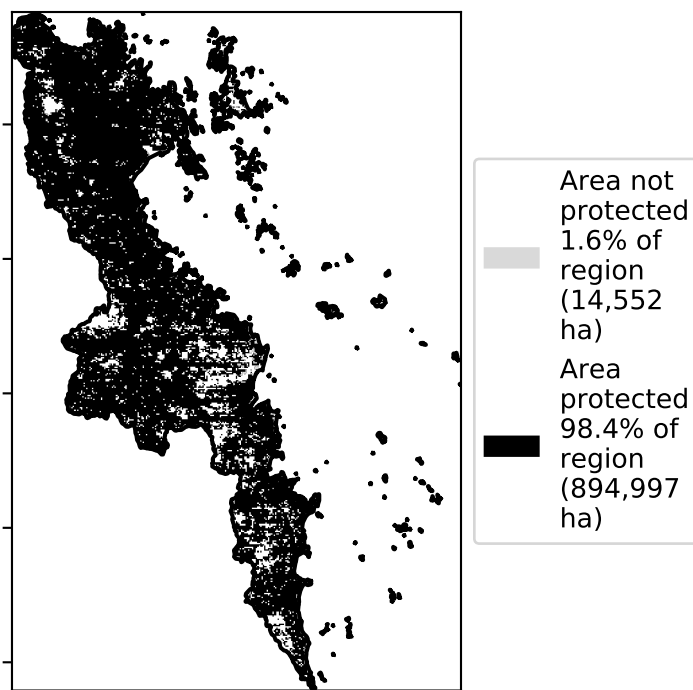 Area not
protected
1.6% of
region
(14,552
ha)
Area
protected
98.4% of
region
(894,997
ha)